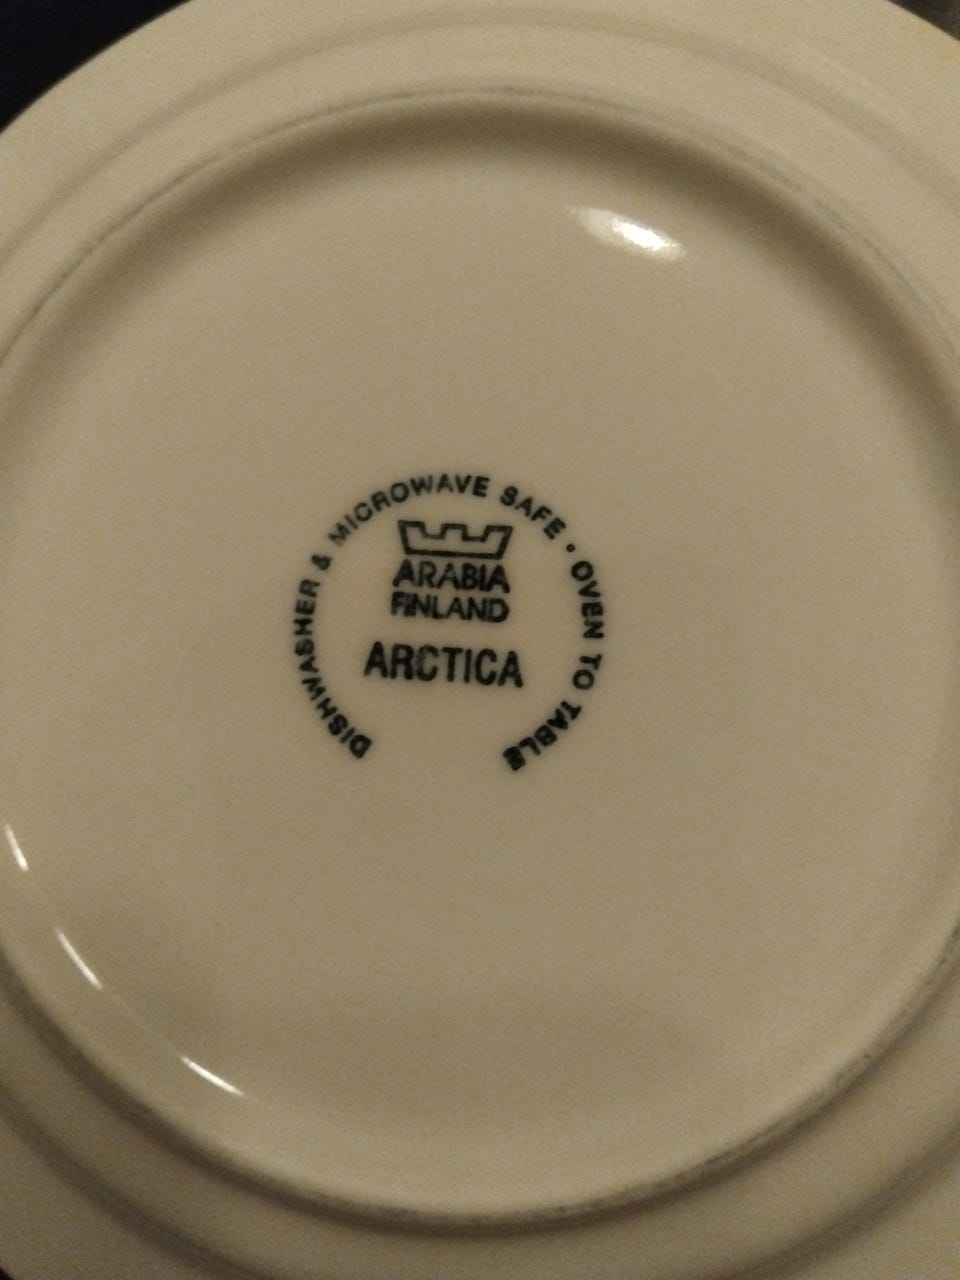 DISHWASHER & MICROWAVE SAFE • OVEN TO TABLE
ARABIA
FINLAND
ARCTICA